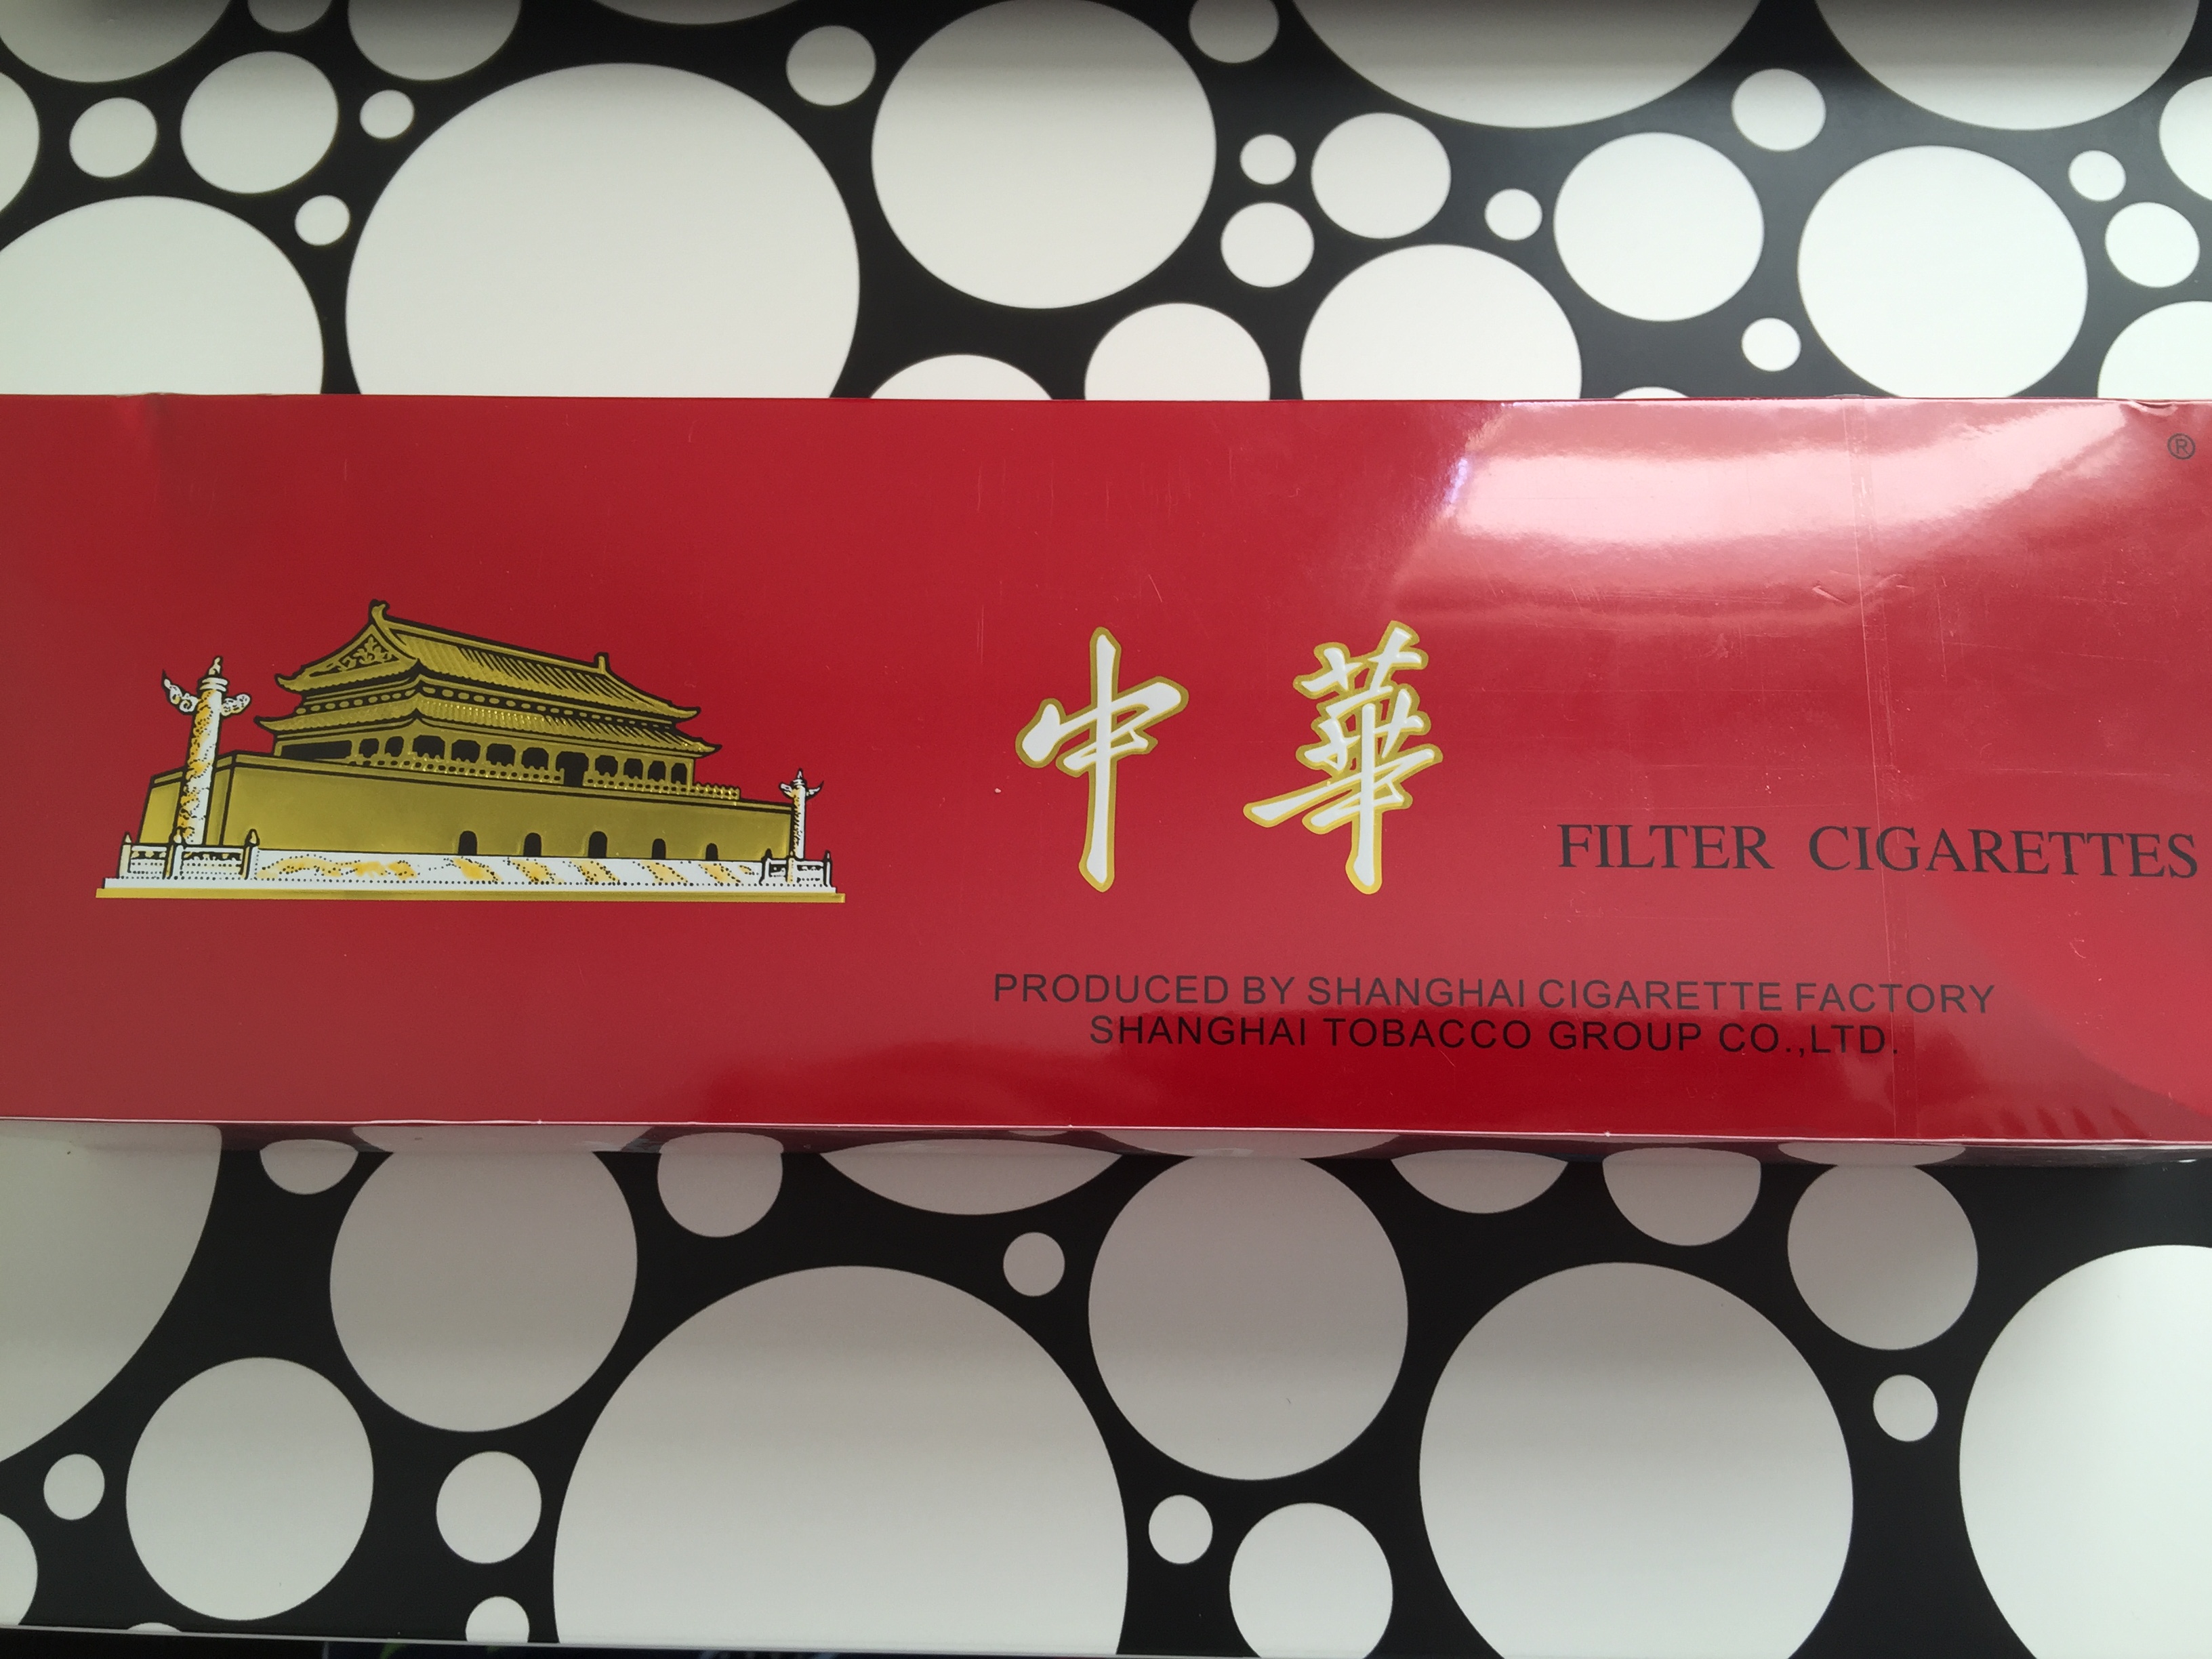 ®
中華 FILTER CIGARETTES
PRODUCED BY SHANGHAI CIGARETTE FACTORY
SHANGHAI TOBACCO GROUP CO.,LTD.